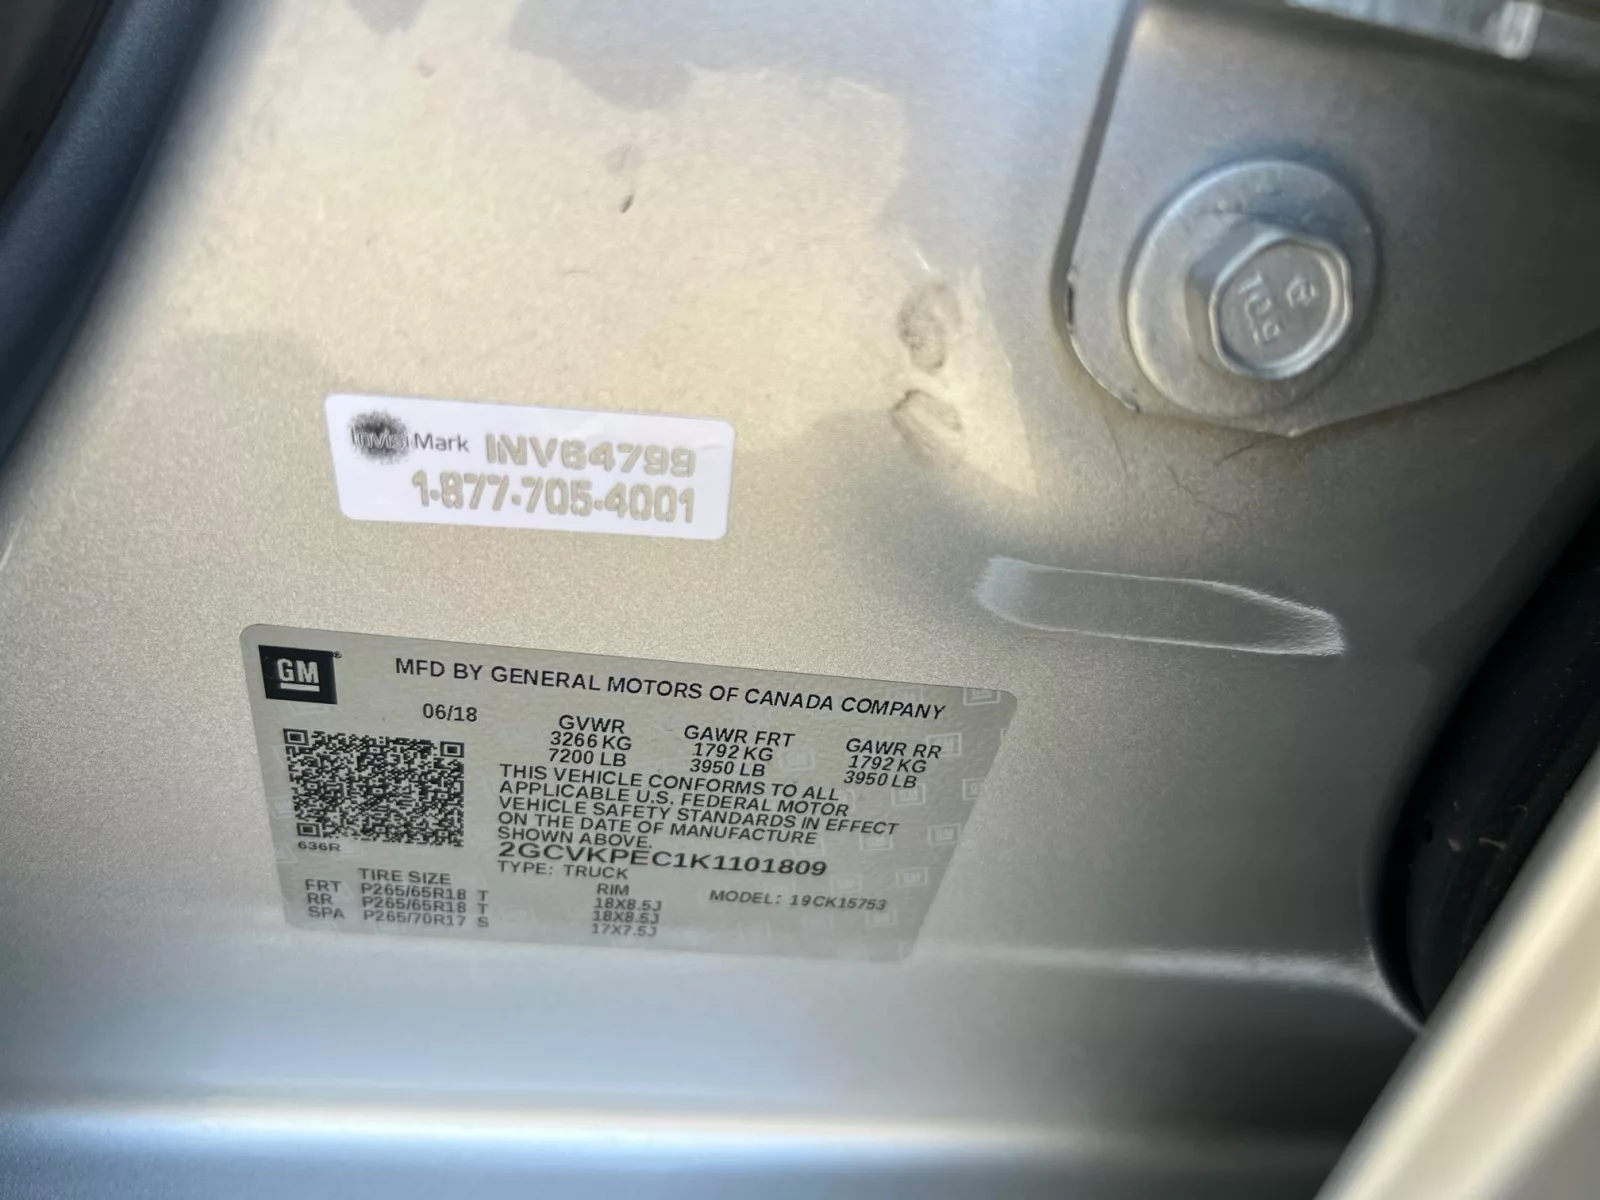 InvisiMark INV64799
1-877-705-4001
GM
MFD BY GENERAL MOTORS OF CANADA COMPANY
06/18
GVWR GAWR FRT GAWR RR
3266 KG 1792 KG 1792 KG
7200 LB 3950 LB 3950 LB
THIS VEHICLE CONFORMS TO ALL
APPLICABLE U.S. FEDERAL MOTOR
VEHICLE SAFETY STANDARDS IN EFFECT
ON THE DATE OF MANUFACTURE
SHOWN ABOVE.
636R
2GCVKPEC1K1101809
TYPE: TRUCK
TIRE SIZE RIM MODEL: 19CK15753
FRT P265/65R18 T 18X8.5J
RR P265/65R18 T 18X8.5J
SPA P265/70R17 S 17X7.5J